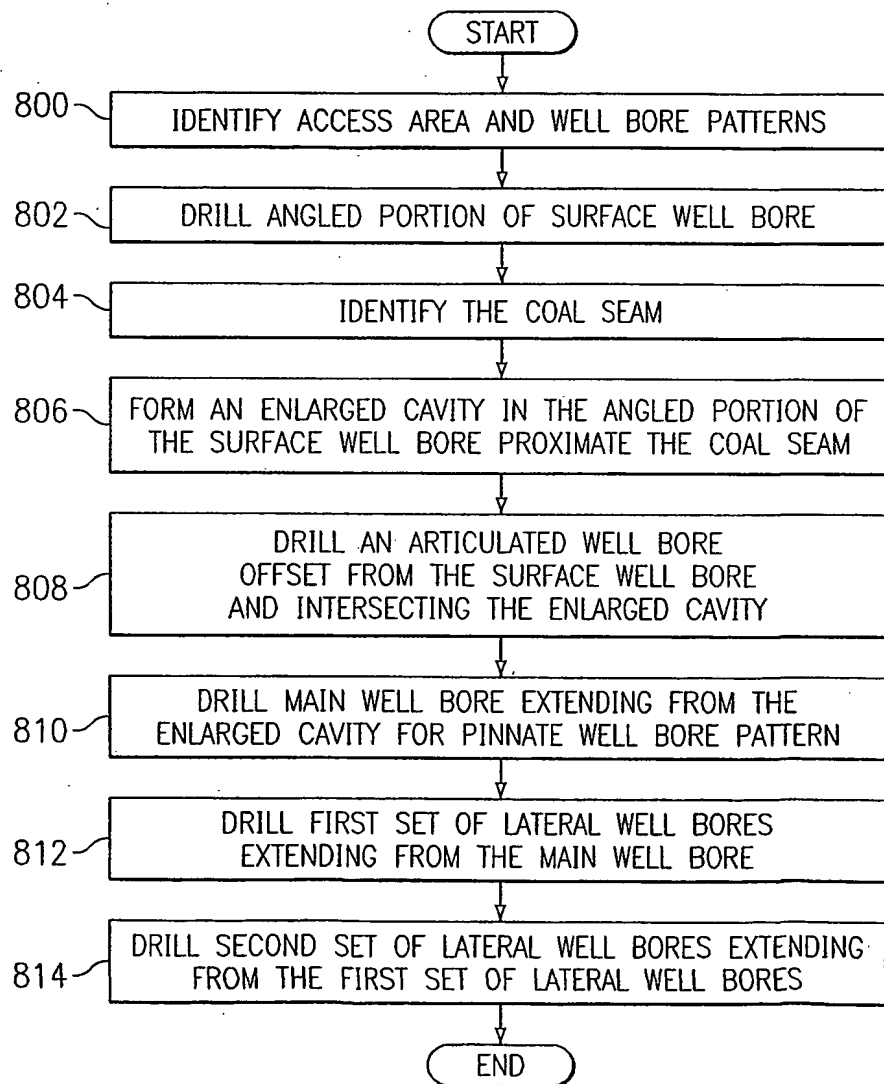 START
800
IDENTIFY ACCESS AREA AND WELL BORE PATTERNS
802
DRILL ANGLED PORTION OF SURFACE WELL BORE
804
IDENTIFY THE COAL SEAM
806
FORM AN ENLARGED CAVITY IN THE ANGLED PORTION OF
THE SURFACE WELL BORE PROXIMATE THE COAL SEAM
808
DRILL AN ARTICULATED WELL BORE
OFFSET FROM THE SURFACE WELL BORE
AND INTERSECTING THE ENLARGED CAVITY
810
DRILL MAIN WELL BORE EXTENDING FROM THE
ENLARGED CAVITY FOR PINNATE WELL BORE PATTERN
812
DRILL FIRST SET OF LATERAL WELL BORES
EXTENDING FROM THE MAIN WELL BORE
814
DRILL SECOND SET OF LATERAL WELL BORES EXTENDING
FROM THE FIRST SET OF LATERAL WELL BORES
END